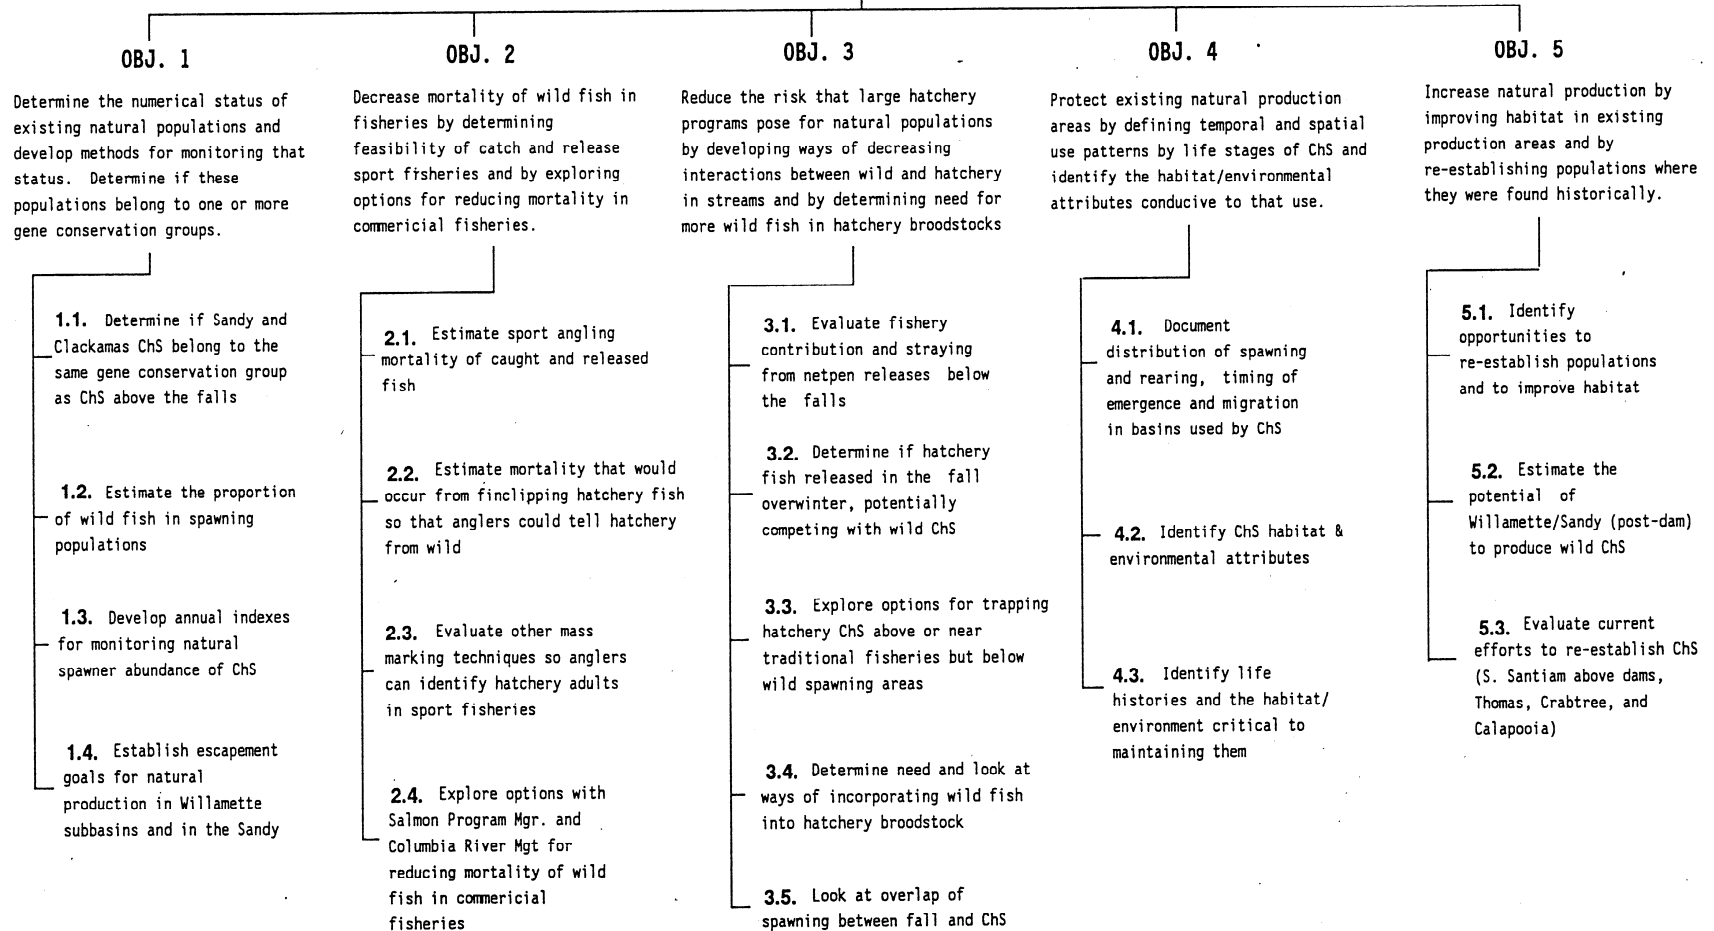 OBJ. 1
Determine the numerical status of
existing natural populations and
develop methods for monitoring that
status. Determine if these
populations belong to one or more
gene conservation groups.
1.1. Determine if Sandy and
Clackamas ChS belong to the
same gene conservation group
as ChS above the falls
1.2. Estimate the proportion
of wild fish in spawning
populations
1.3. Develop annual indexes
for monitoring natural
spawner abundance of ChS
1.4. Establish escapement
goals for natural
production in Willamette
subbasins and in the Sandy
OBJ. 2
Decrease mortality of wild fish in
fisheries by determining
feasibility of catch and release
sport fisheries and by exploring
options for reducing mortality in
commericial fisheries.
2.1. Estimate sport angling
mortality of caught and released
fish
2.2. Estimate mortality that would
occur from finclipping hatchery fish
so that anglers could tell hatchery
from wild
2.3. Evaluate other mass
marking techniques so anglers
can identify hatchery adults
in sport fisheries
2.4. Explore options with
Salmon Program Mgr. and
Columbia River Mgt for
reducing mortality of wild
fish in commericial
fisheries
OBJ. 3
Reduce the risk that large hatchery
programs pose for natural populations
by developing ways of decreasing
interactions between wild and hatchery
in streams and by determining need for
more wild fish in hatchery broodstocks
3.1. Evaluate fishery
contribution and straying
from netpen releases below
the falls
3.2. Determine if hatchery
fish released in the fall
overwinter, potentially
competing with wild ChS
3.3. Explore options for trapping
hatchery ChS above or near
traditional fisheries but below
wild spawning areas
3.4. Determine need and look at
ways of incorporating wild fish
into hatchery broodstock
3.5. Look at overlap of
spawning between fall and ChS
OBJ. 4
Protect existing natural production
areas by defining temporal and spatial
use patterns by life stages of ChS and
identify the habitat/environmental
attributes conducive to that use.
4.1. Document
distribution of spawning
and rearing, timing of
emergence and migration
in basins used by ChS
4.2. Identify ChS habitat &
environmental attributes
4.3. Identify life
histories and the habitat/
environment critical to
maintaining them
OBJ. 5
Increase natural production by
improving habitat in existing
production areas and by
re-establishing populations where
they were found historically.
5.1. Identify
opportunities to
re-establish populations
and to improve habitat
5.2. Estimate the
potential of
Willamette/Sandy (post-dam)
to produce wild ChS
5.3. Evaluate current
efforts to re-establish ChS
(S. Santiam above dams,
Thomas, Crabtree, and
Calapooia)